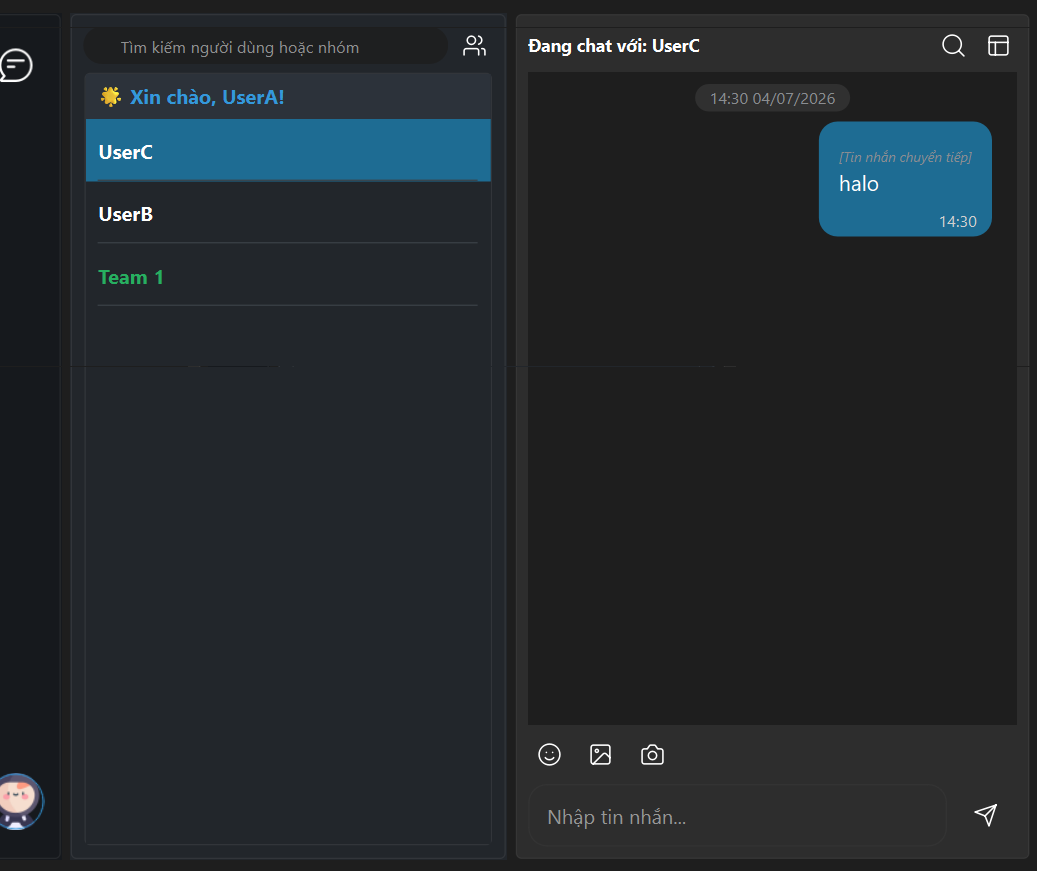 Tìm kiếm người dùng hoặc nhóm
🌟 Xin chào, UserA!
UserC
UserB
Team 1
Đang chat với: UserC
14:30 04/07/2026
[Tin nhắn chuyển tiếp]
halo
14:30
Nhập tin nhắn...